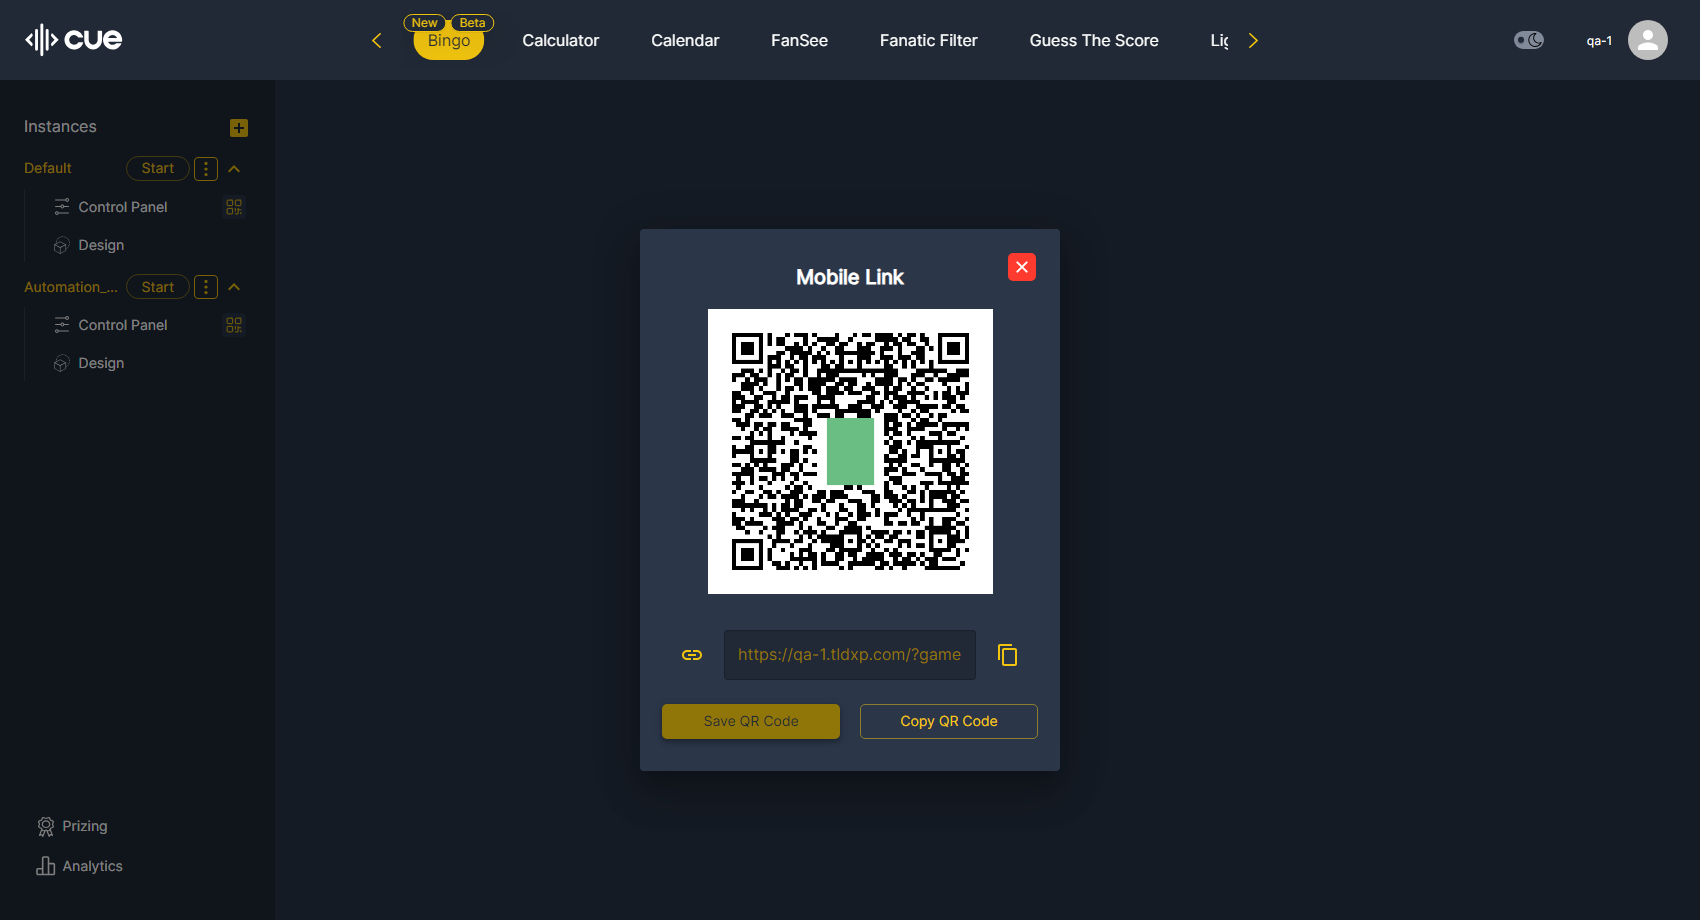 cue
New Beta
Bingo Calculator Calendar FanSee Fanatic Filter Guess The Score Lig
qa-1
Instances
Default Start
Control Panel
Design
Automation_... Start
Control Panel
Design
Prizing
Analytics
Mobile Link
https://qa-1.tldxp.com/?game
Save QR Code Copy QR Code